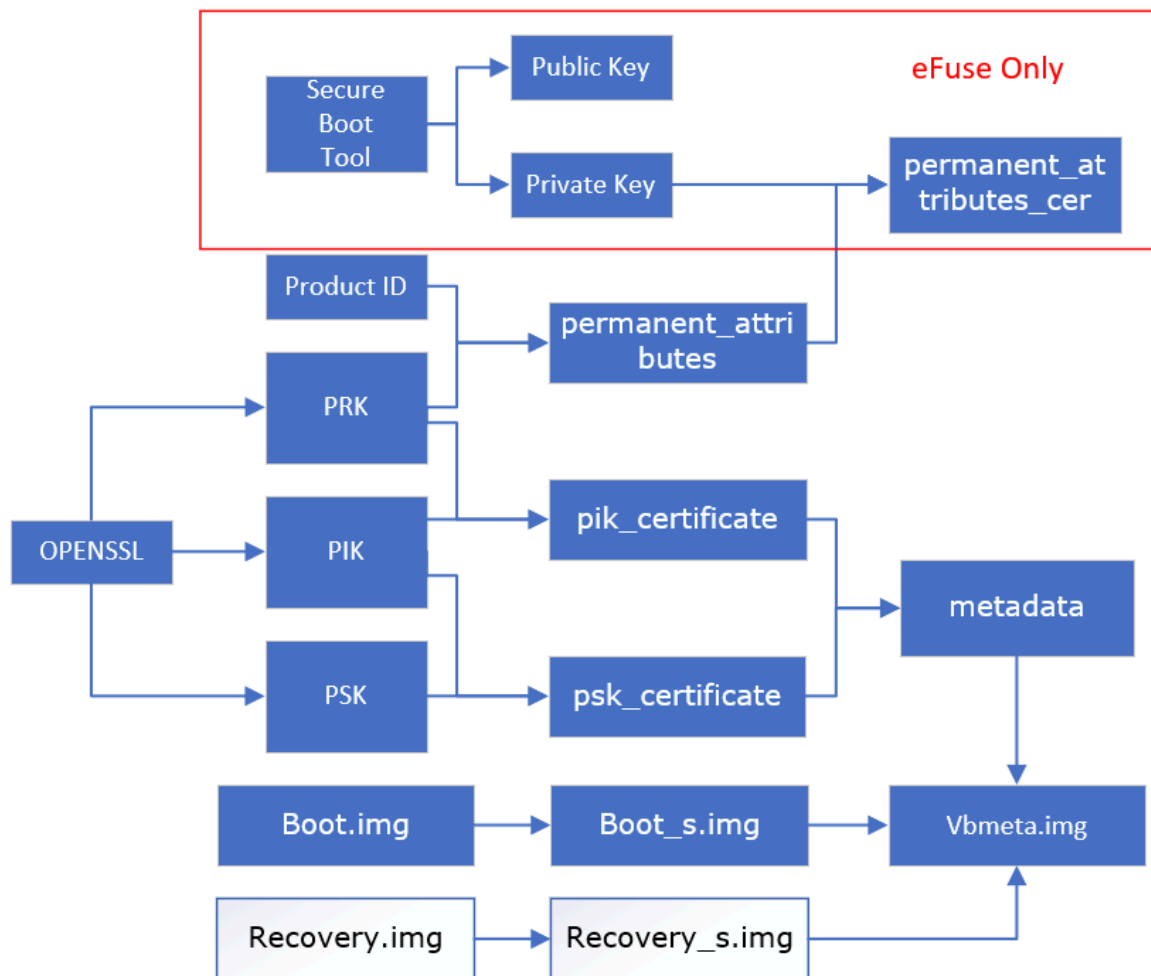 Public Key
eFuse Only
Secure
Boot
Tool
Private Key
permanent_at
tributes_cer
Product ID
permanent_attri
butes
PRK
pik_certificate
OPENSSL
PIK
metadata
PSK
psk_certificate
Boot.img
Boot_s.img
Vbmeta.img
Recovery.img
Recovery_s.img